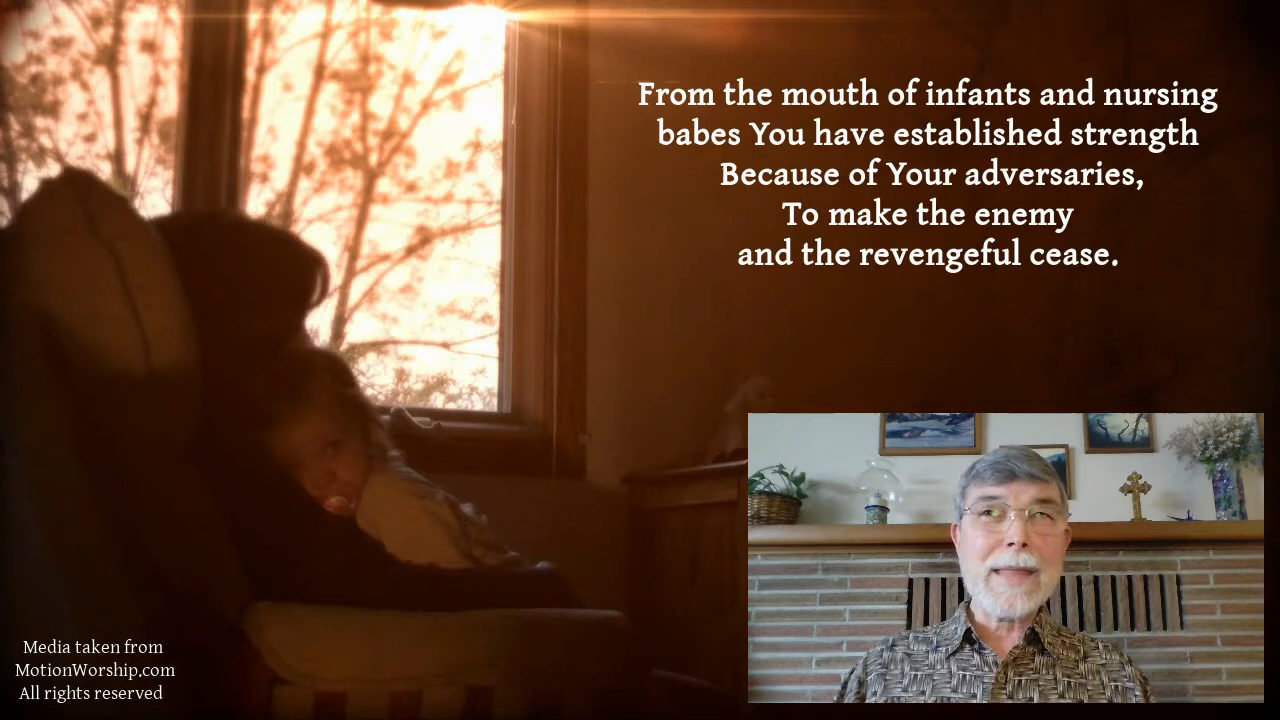 From the mouth of infants and nursing
babes You have established strength
Because of Your adversaries,
To make the enemy
and the revengeful cease.
Media taken from
MotionWorship.com
All rights reserved